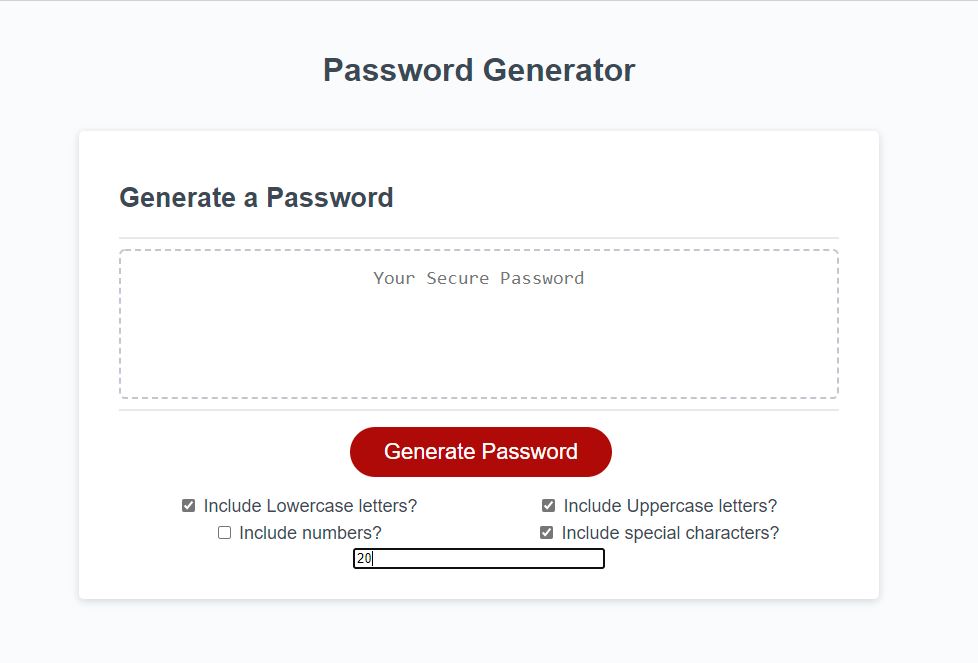 Password Generator
Generate a Password
Your Secure Password
Generate Password
Include Lowercase letters? Include Uppercase letters?
Include numbers? Include special characters?
20